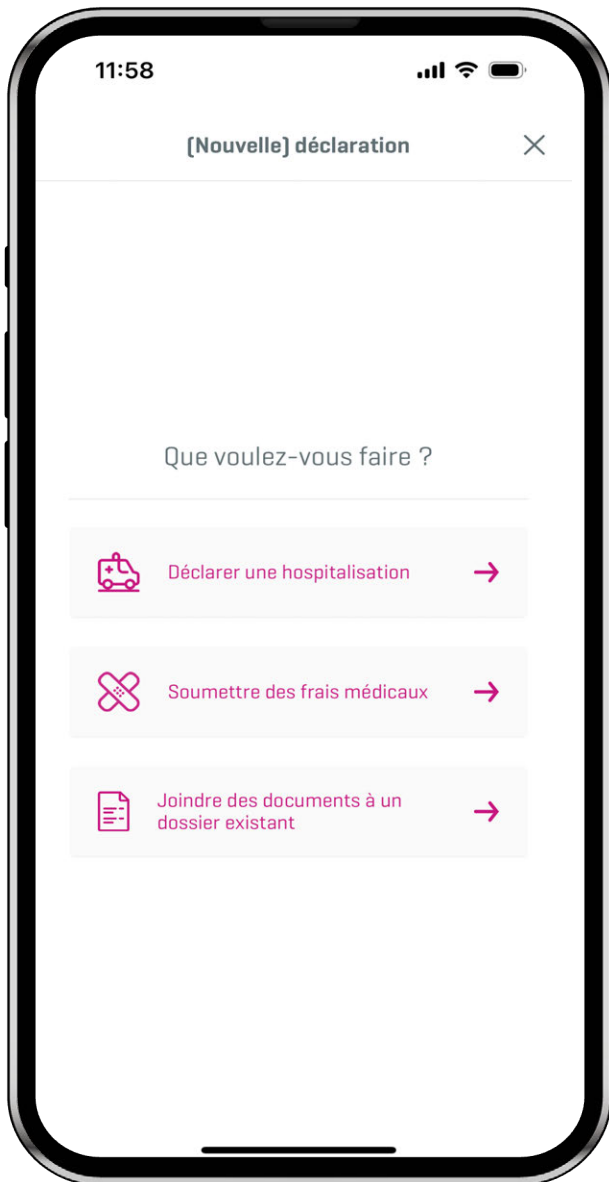 11:58
(Nouvelle) déclaration
Que voulez-vous faire ?
Déclarer une hospitalisation
Soumettre des frais médicaux
Joindre des documents à un
dossier existant